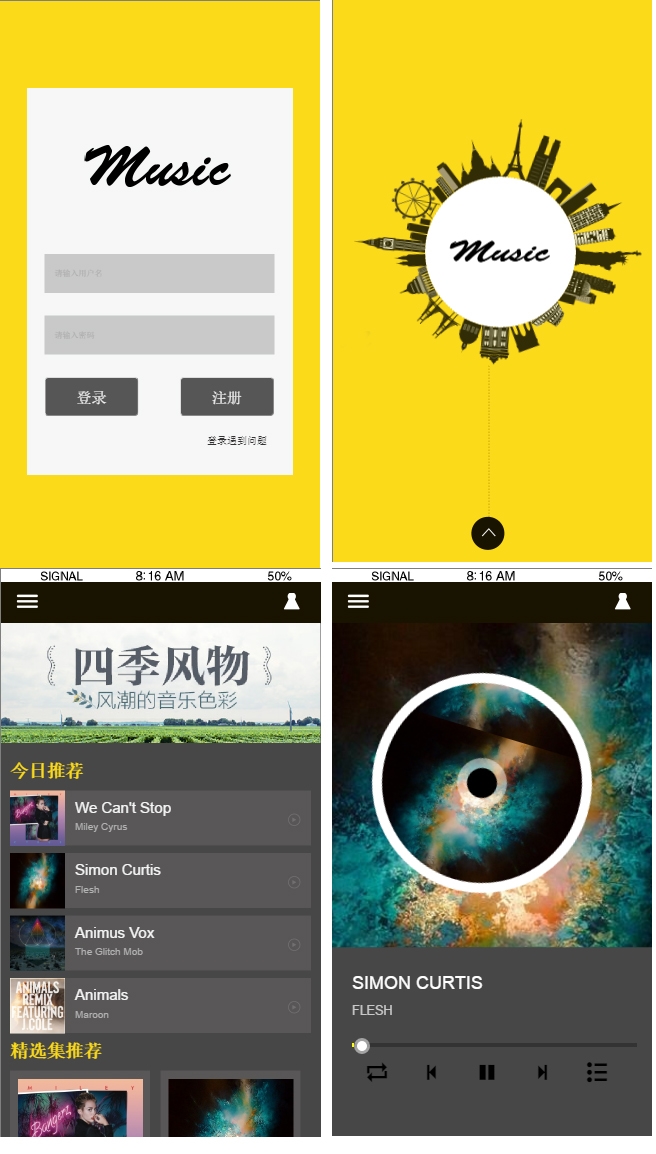 Music
请输入用户名
请输入密码
登录
注册
登录遇到问题
Music
SIGNAL 8:16 AM 50%
四季风物
风潮的音乐色彩
今日推荐
We Can't Stop
Miley Cyrus
Simon Curtis
Flesh
Animus Vox
The Glitch Mob
ANIMALS
REMIX
FEATURING
J.COLE
Animals
Maroon
精选集推荐
MILEY
Bangerz
SIGNAL 8:16 AM 50%
SIMON CURTIS
FLESH